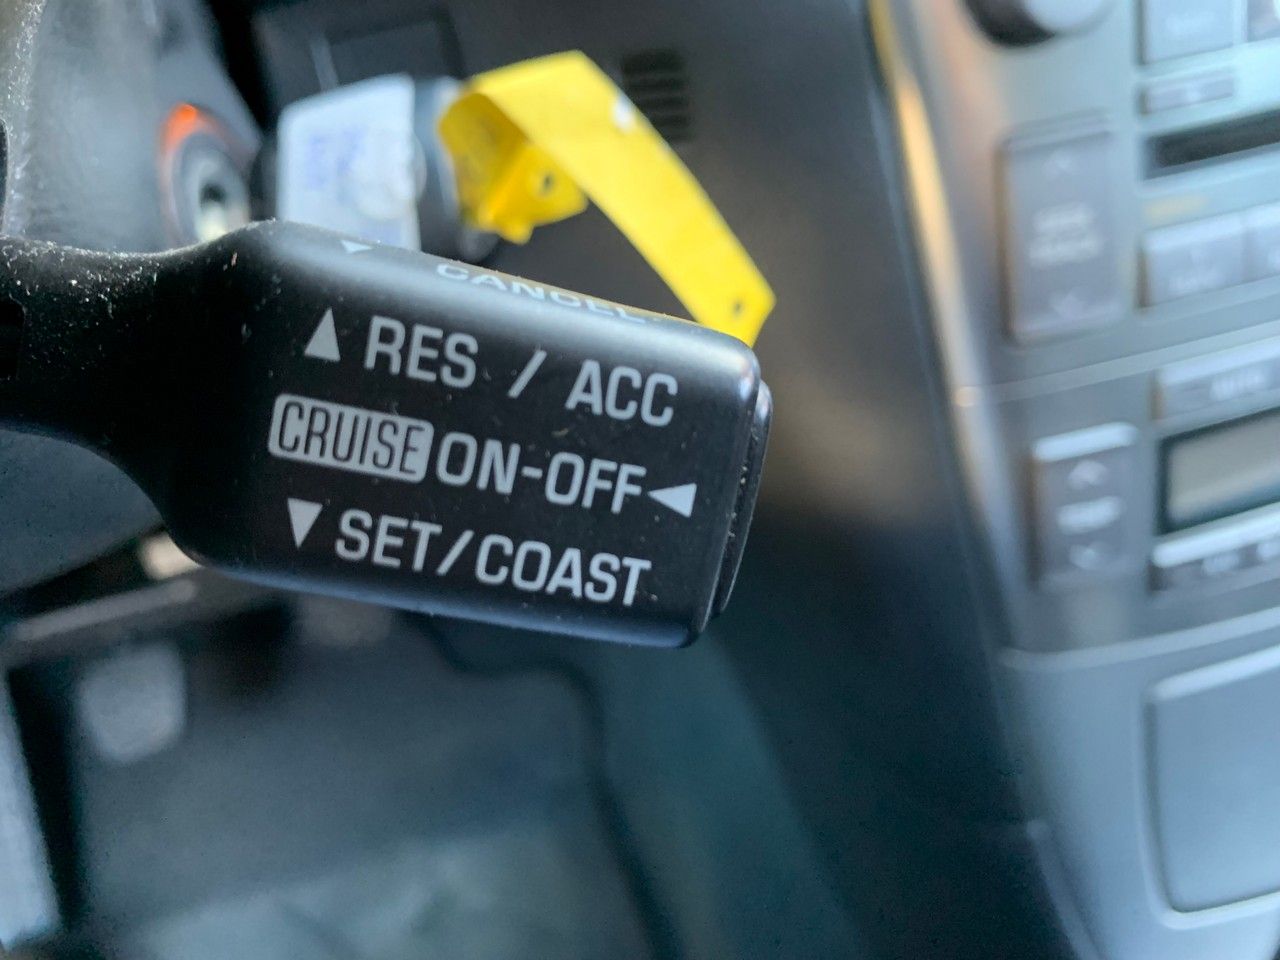 CANCEL
RES / ACC
CRUISE ON-OFF
SET/COAST